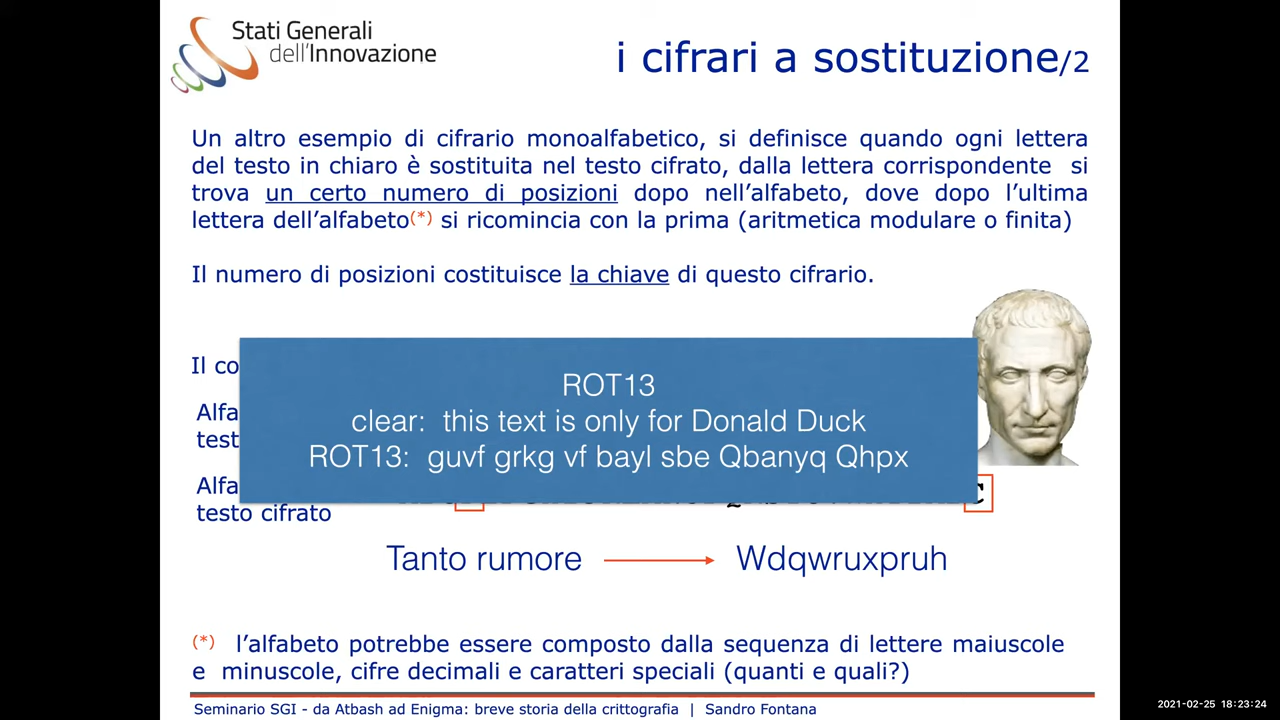 Stati Generali
dell'Innovazione
i cifrari a sostituzione/2
Un altro esempio di cifrario monoalfabetico, si definisce quando ogni lettera
del testo in chiaro è sostituita nel testo cifrato, dalla lettera corrispondente si
trova un certo numero di posizioni dopo nell'alfabeto, dove dopo l'ultima
lettera dell'alfabeto(*) si ricomincia con la prima (aritmetica modulare o finita)
Il numero di posizioni costituisce la chiave di questo cifrario.
Il co
ROT13
clear: this text is only for Donald Duck
ROT13: guvf grkg vf bayl sbe Qbanyq Qhpx
Alfa
test
Alfa
testo cifrato
C
Tanto rumore
Wdqwruxpruh
(*) l'alfabeto potrebbe essere composto dalla sequenza di lettere maiuscole
e minuscole, cifre decimali e caratteri speciali (quanti e quali?)
Seminario SGI - da Atbash ad Enigma: breve storia della crittografia | Sandro Fontana
2021-02-25 18:23:24